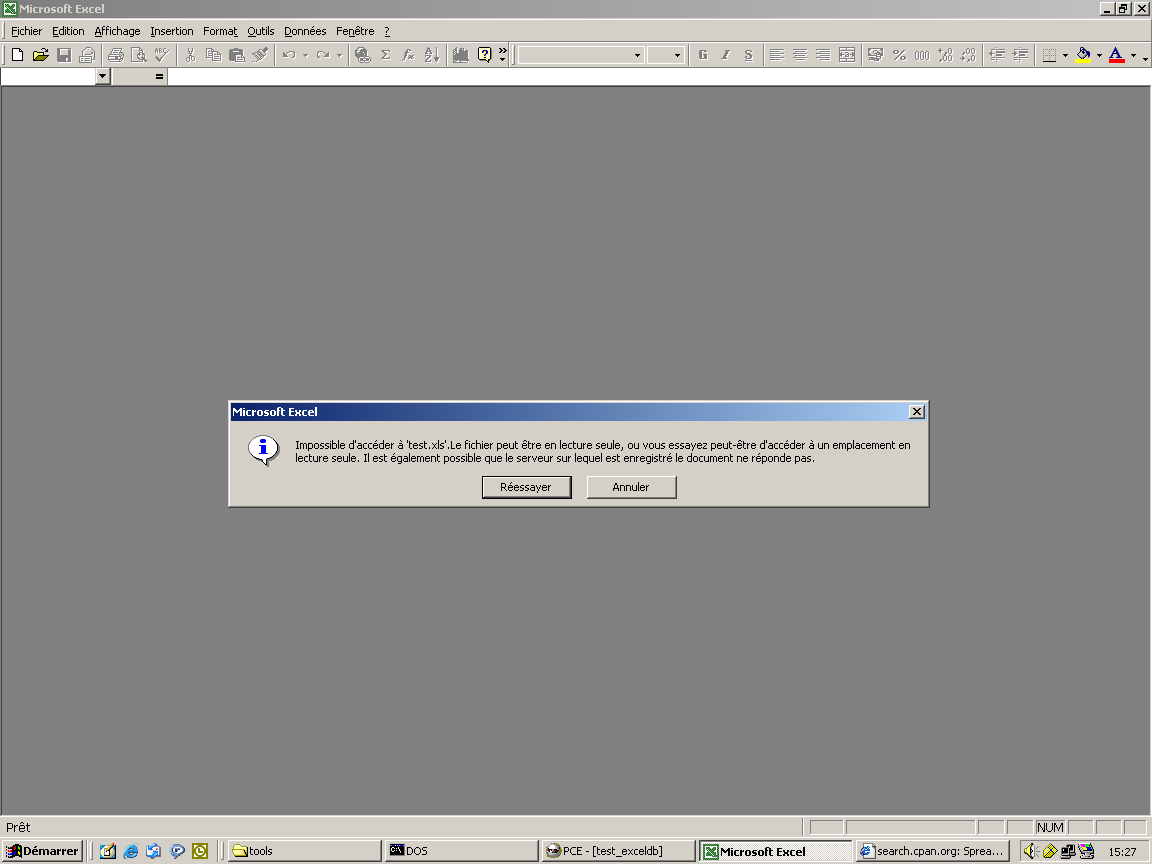 Microsoft Excel
Fichier Edition Affichage Insertion Format Outils Données Fenêtre ?
ABC Σ fx A Z ? » G I S % 000 A
=
Microsoft Excel
Impossible d'accéder à 'test.xls'.Le fichier peut être en lecture seule, ou vous essayez peut-être d'accéder à un emplacement en
lecture seule. Il est également possible que le serveur sur lequel est enregistré le document ne réponde pas.
Réessayer Annuler
Prêt NUM
Démarrer tools DOS PCE - [test_exceldb] Microsoft Excel search.cpan.org: Sprea... 15:27